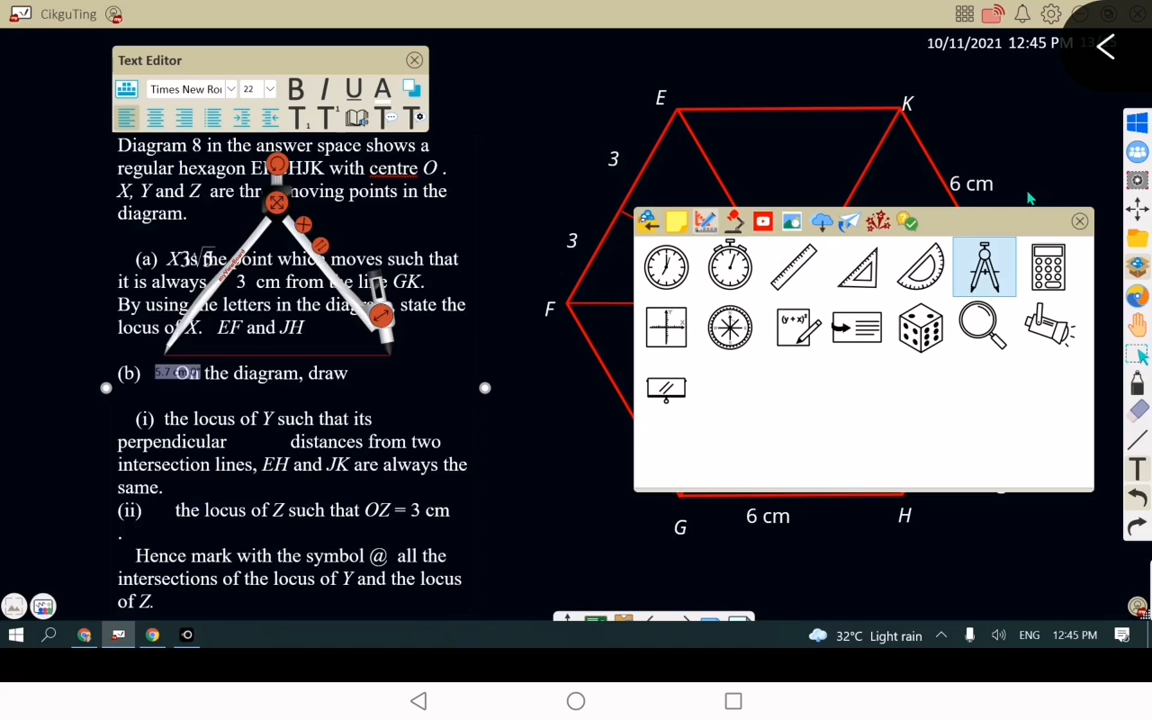 CikguTing
10/11/2021 12:45 PM
Text Editor
Times New Ro
22
B I U A
Diagram 8 in the answer space shows a
regular hexagon HJK with centre O .
X, Y and Z are moving points in the
diagram.
(a) X is the point which moves such that
it is always 3 cm from the line GK.
By using the letters in the diagram, state the
locus of X. EF and JH
(b) On the diagram, draw
(i) the locus of Y such that its
perpendicular distances from two
intersection lines, EH and JK are always the
same.
(ii) the locus of Z such that OZ = 3 cm
.
Hence mark with the symbol @ all the
intersections of the locus of Y and the locus
of Z.
E
K
3
6 cm
3
F
G
6 cm
H
32°C Light rain
ENG
12:45 PM